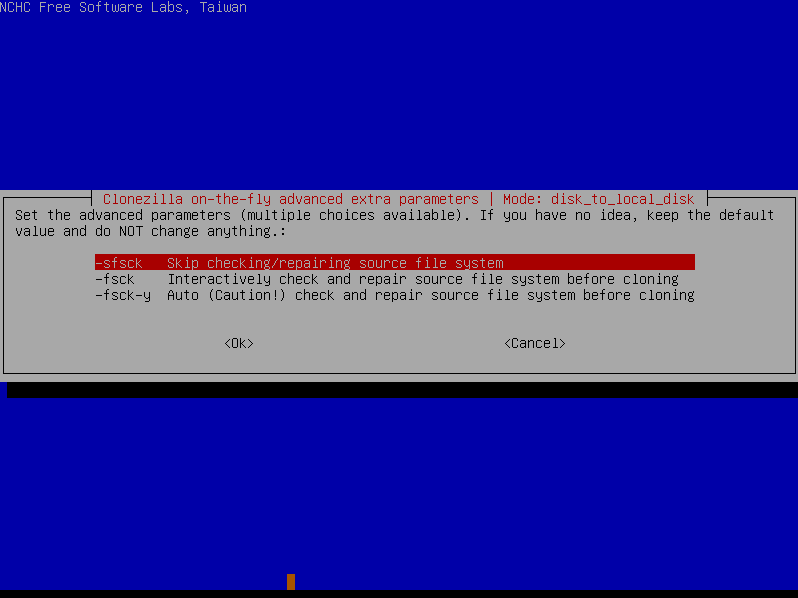 NCHC Free Software Labs, Taiwan
Clonezilla on-the-fly advanced extra parameters | Mode: disk_to_local_disk
Set the advanced parameters (multiple choices available). If you have no idea, keep the default
value and do NOT change anything.:
-sfsck Skip checking/repairing source file system
-fsck Interactively check and repair source file system before cloning
-fsck-y Auto (Caution!) check and repair source file system before cloning
<Ok> <Cancel>